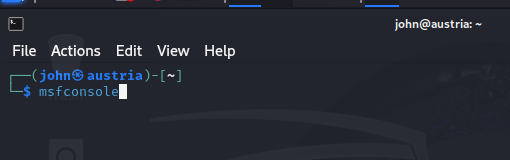 john@austria: ~
File Actions Edit View Help
┌──(john㉿austria)-[~]
└─$ msfconsole